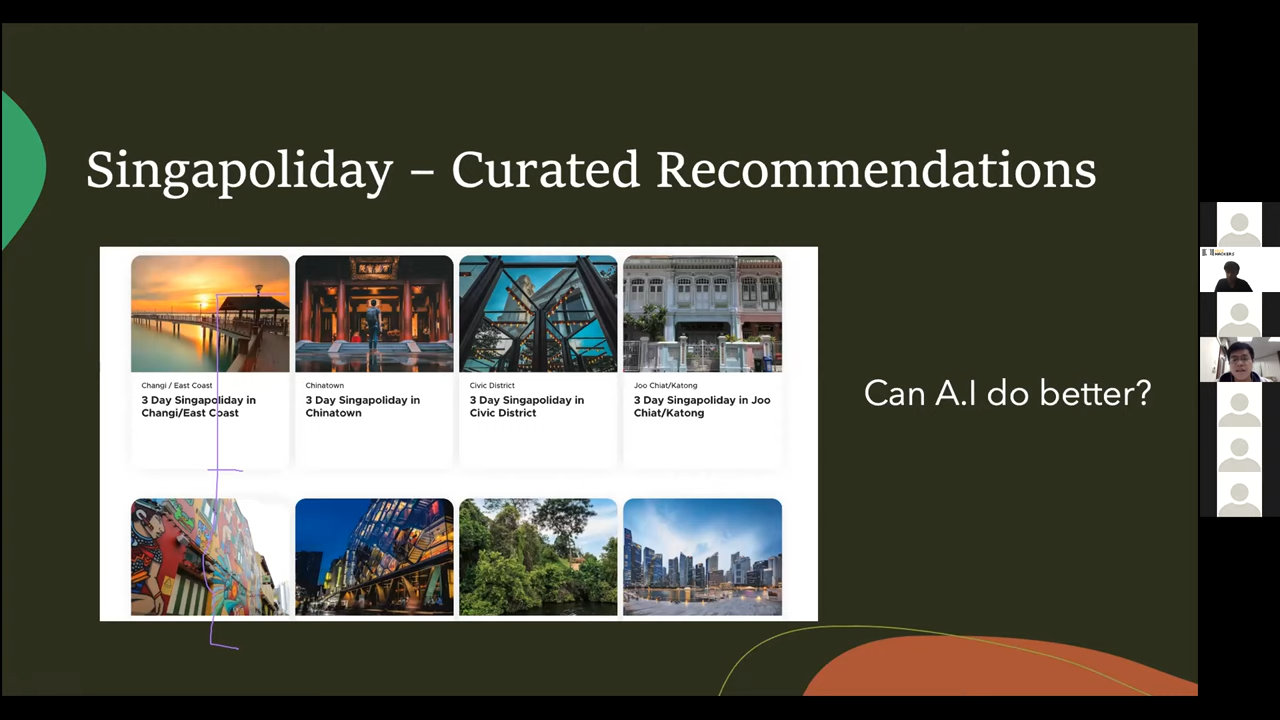 Singapoliday – Curated Recommendations
Changi / East Coast
3 Day Singapoliday in
Changi/East Coast
Chinatown
3 Day Singapoliday in
Chinatown
Civic District
3 Day Singapoliday in
Civic District
Joo Chiat/Katong
3 Day Singapoliday in Joo
Chiat/Katong
Can A.I do better?